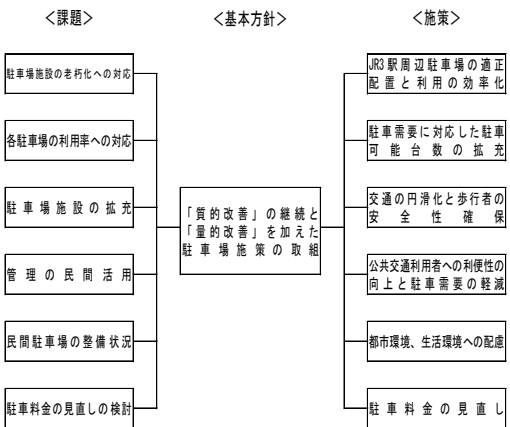 <課題>
<基本方針>
<施策>
駐車場施設の老朽化への対応
各駐車場の利用率への対応
駐車場施設の拡充
管理の民間活用
民間駐車場の整備状況
駐車料金の見直しの検討
「質的改善」の継続と
「量的改善」を加えた
駐車場施策の取組
JR3駅周辺駐車場の適正
配置と利用の効率化
駐車需要に対応した駐車
可能台数の拡充
交通の円滑化と歩行者の
安全性確保
公共交通利用者への利便性の
向上と駐車需要の軽減
都市環境、生活環境への配慮
駐車料金の見直し